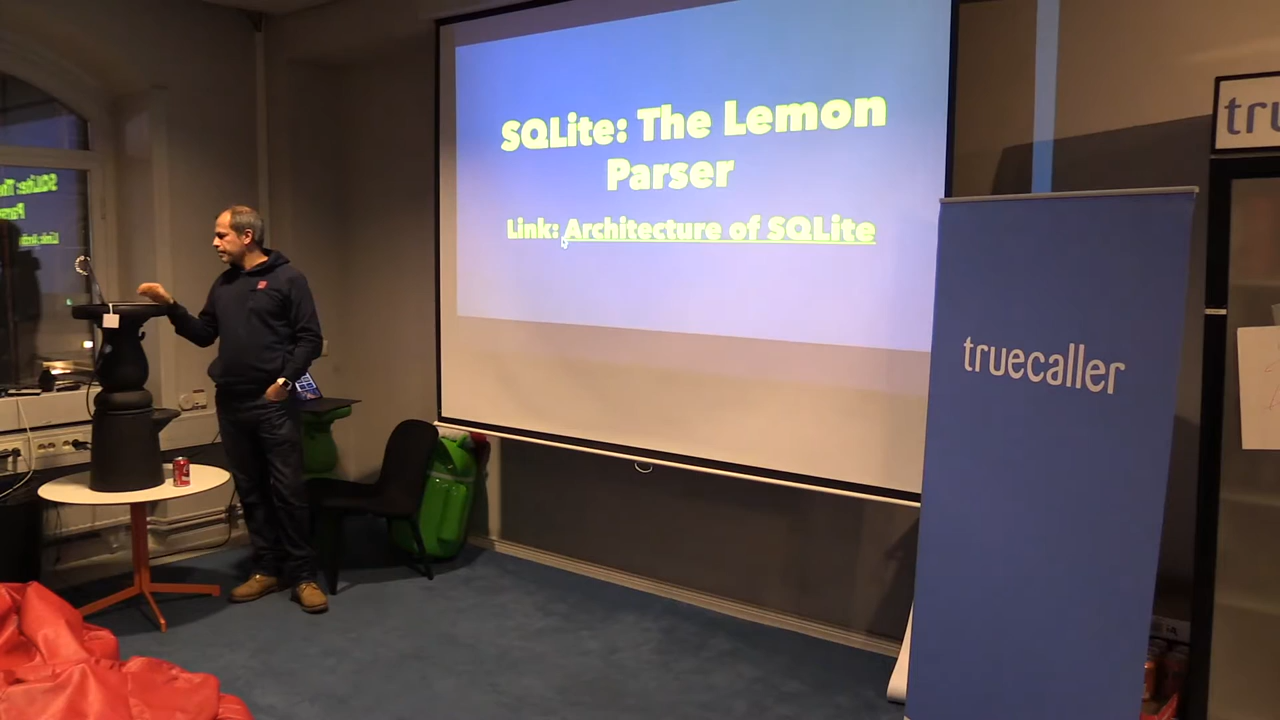 SQLite: The Lemon
Parser
Link: Architecture of SQLite
truecaller
tru